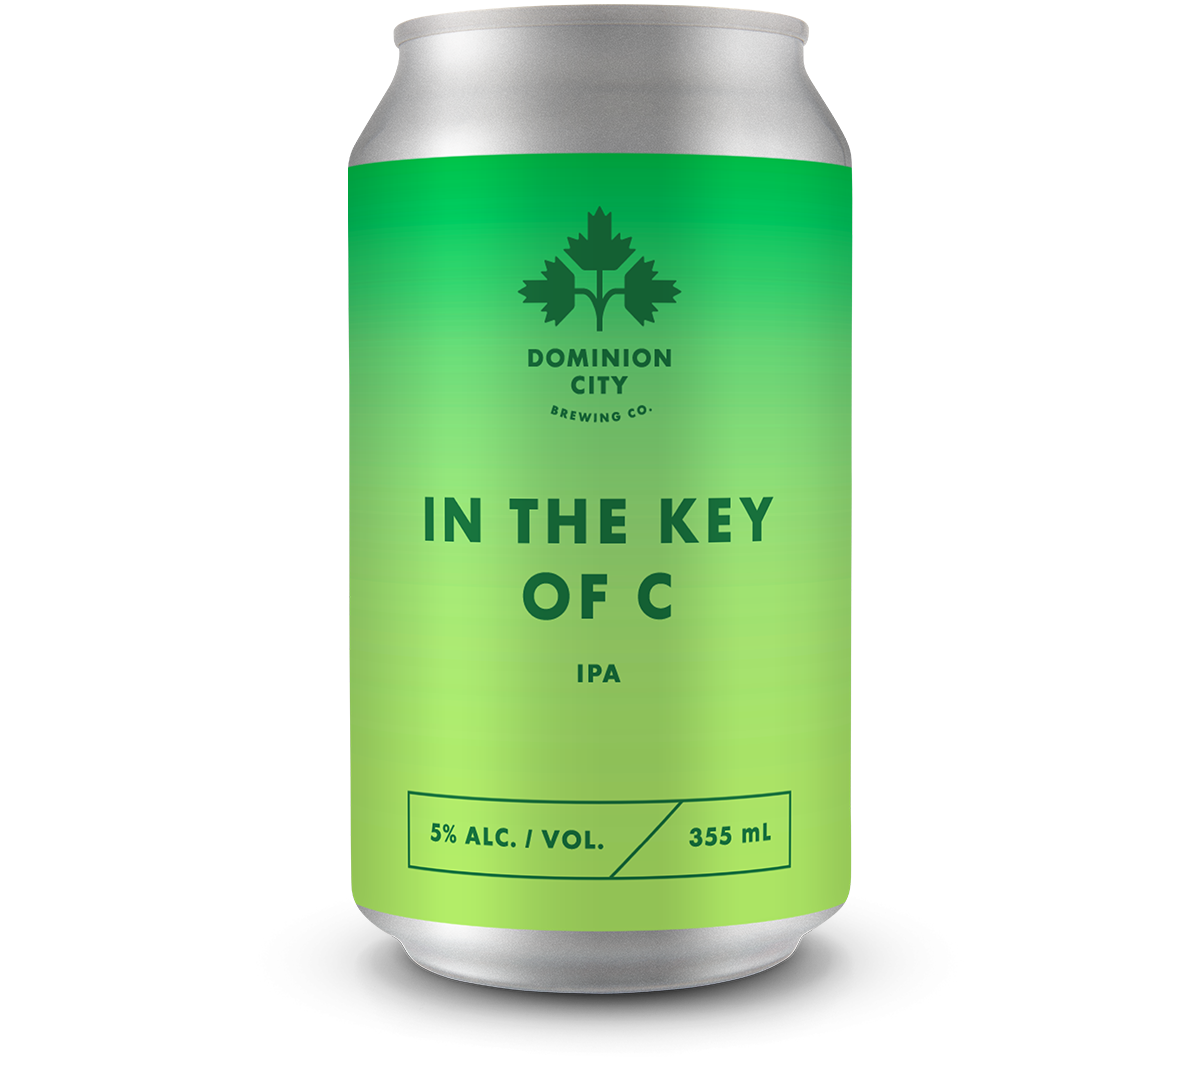 DOMINION
CITY
BREWING CO.
IN THE KEY
OF C
IPA
5% ALC. / VOL.
355 mL